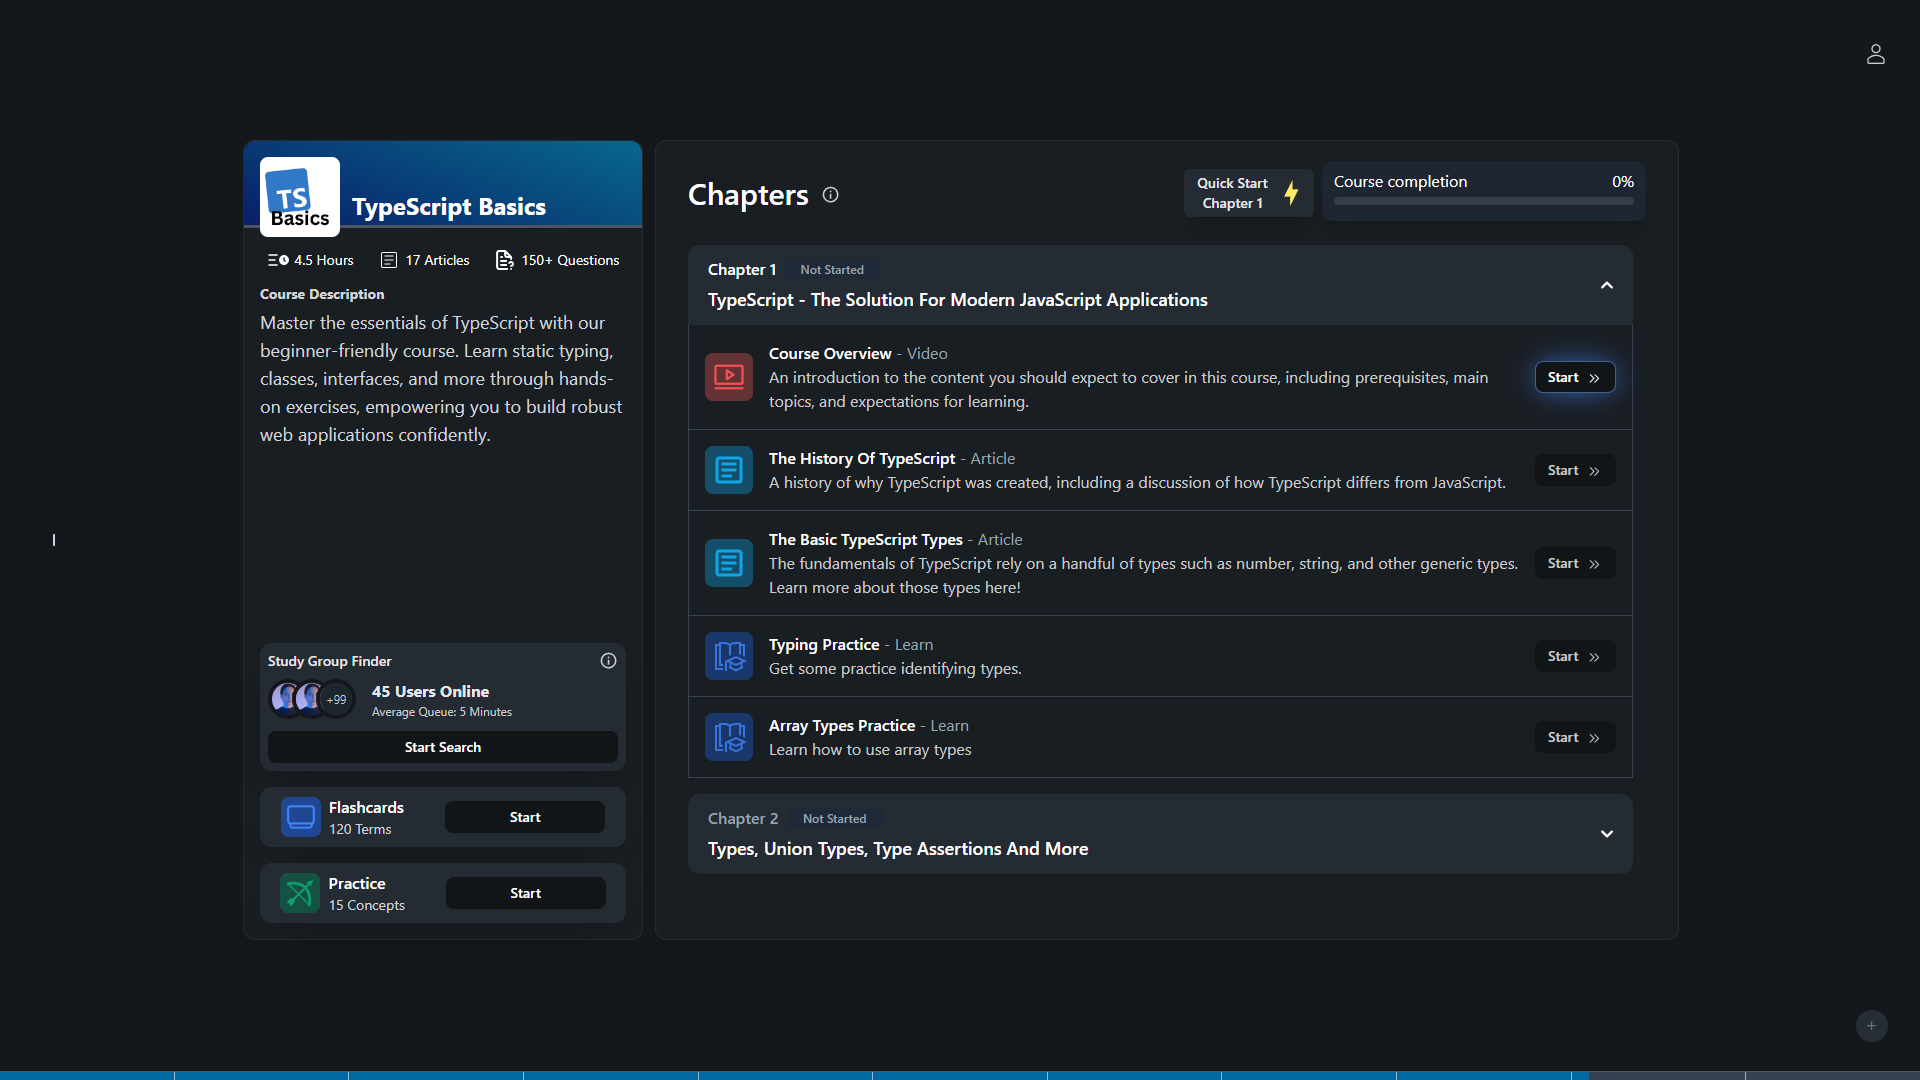 TS
Basics
TypeScript Basics
4.5 Hours
17 Articles
150+ Questions
Course Description
Master the essentials of TypeScript with our
beginner-friendly course. Learn static typing,
classes, interfaces, and more through hands-
on exercises, empowering you to build robust
web applications confidently.
Study Group Finder
+99
45 Users Online
Average Queue: 5 Minutes
Start Search
Flashcards
120 Terms
Start
Practice
15 Concepts
Start
Chapters
Quick Start
Chapter 1
Course completion
0%
Chapter 1
Not Started
TypeScript - The Solution For Modern JavaScript Applications
Course Overview - Video
An introduction to the content you should expect to cover in this course, including prerequisites, main
topics, and expectations for learning.
Start
The History Of TypeScript - Article
A history of why TypeScript was created, including a discussion of how TypeScript differs from JavaScript.
Start
The Basic TypeScript Types - Article
The fundamentals of TypeScript rely on a handful of types such as number, string, and other generic types.
Learn more about those types here!
Start
Typing Practice - Learn
Get some practice identifying types.
Start
Array Types Practice - Learn
Learn how to use array types
Start
Chapter 2
Not Started
Types, Union Types, Type Assertions And More